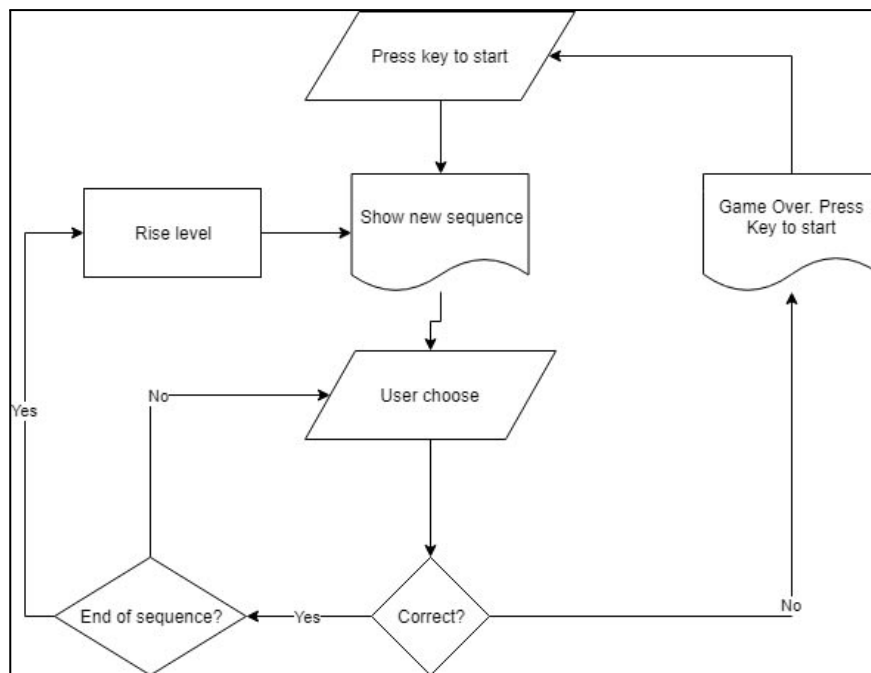 Press key to start
Show new sequence
Game Over. Press
Key to start
Rise level
User choose
No
Yes
End of sequence?
Yes
Correct?
No